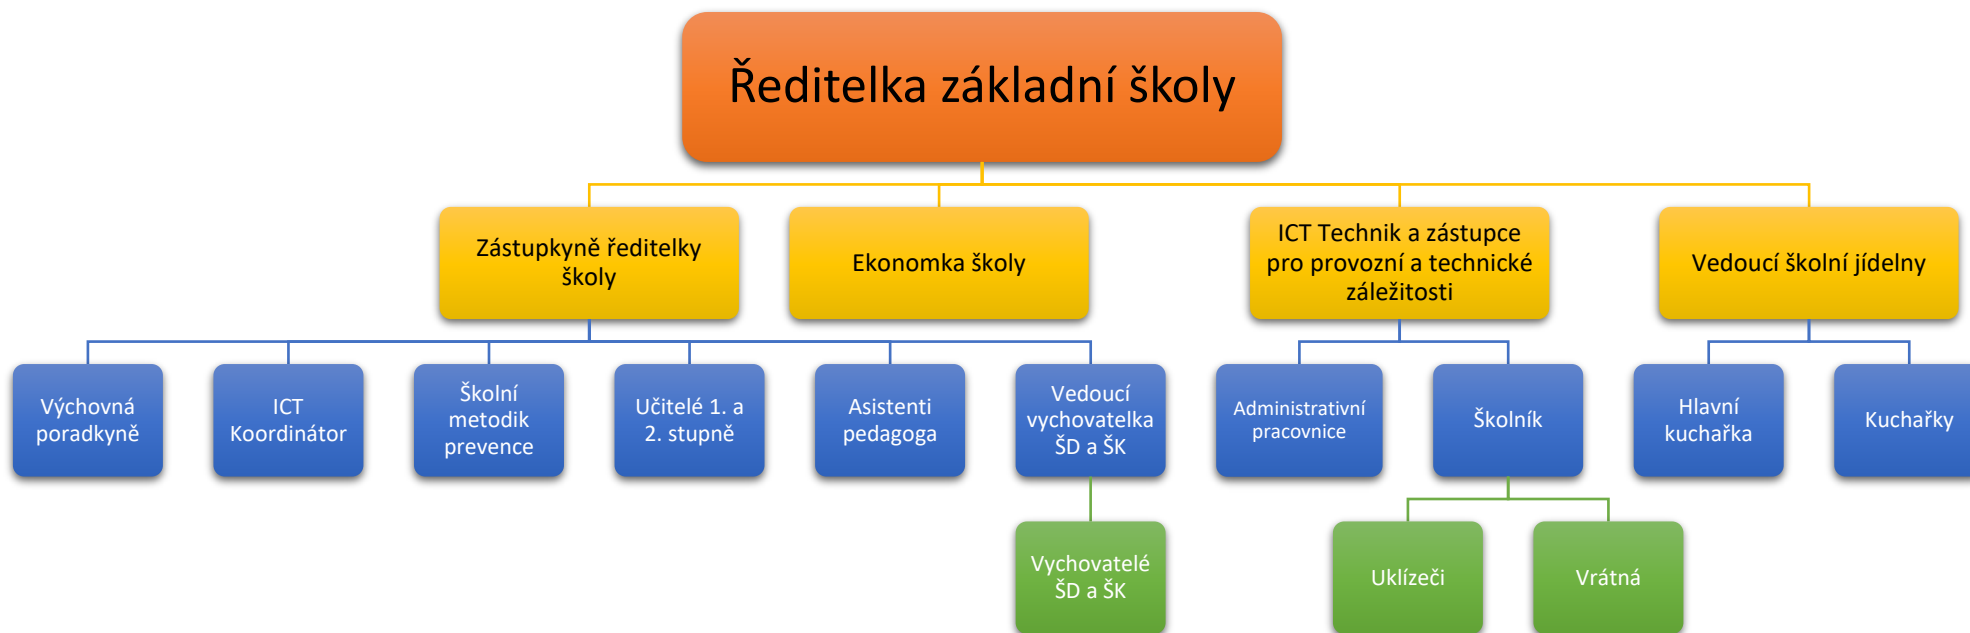 Ředitelka základní školy
Zástupkyně ředitelky
školy
Ekonomka školy
ICT Technik a zástupce
pro provozní a technické
záležitosti
Vedoucí školní jídelny
Výchovná
poradkyně
ICT
Koordinátor
Školní
metodik
prevence
Učitelé 1. a
2. stupně
Asistenti
pedagoga
Vedoucí
vychovatelka
ŠD a ŠK
Administrativní
pracovnice
Školník
Hlavní
kuchařka
Kuchařky
Vychovatelé
ŠD a ŠK
Uklízeči
Vrátná